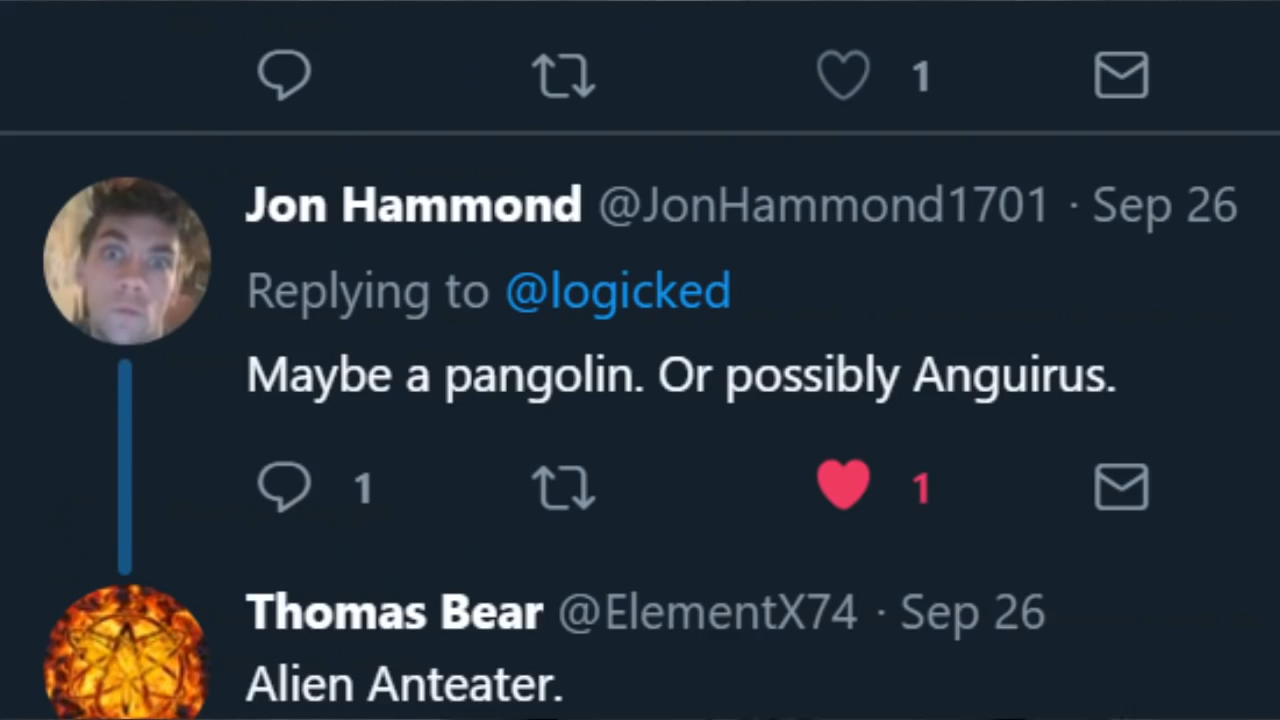 1
Jon Hammond @JonHammond1701 · Sep 26
Replying to @logicked
Maybe a pangolin. Or possibly Anguirus.
1 1
Thomas Bear @ElementX74 · Sep 26
Alien Anteater.